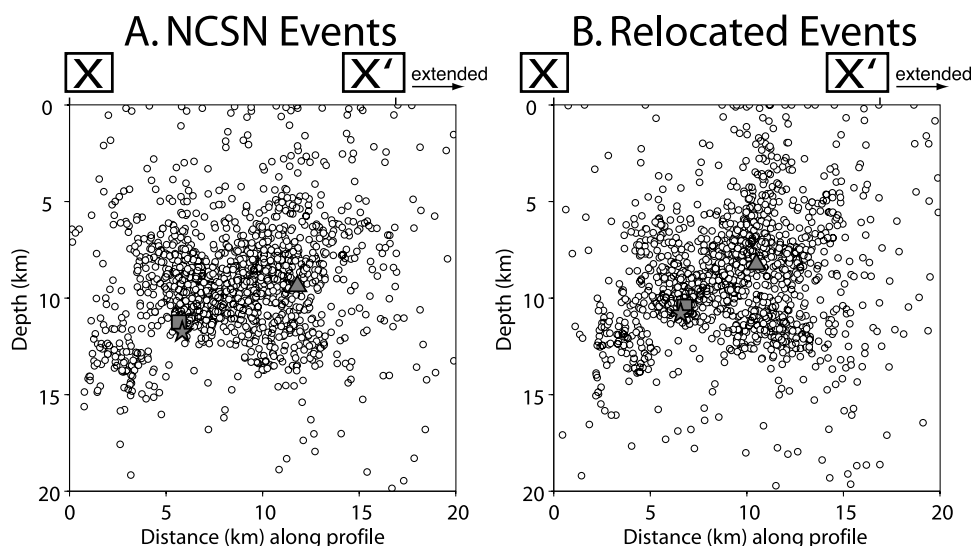 A. NCSN Events
B. Relocated Events
X
X‘
extended
X
X‘
extended
0
5
10
15
20
Depth (km)
0
5
10
15
20
Distance (km) along profile
0
5
10
15
20
Depth (km)
0
5
10
15
20
Distance (km) along profile